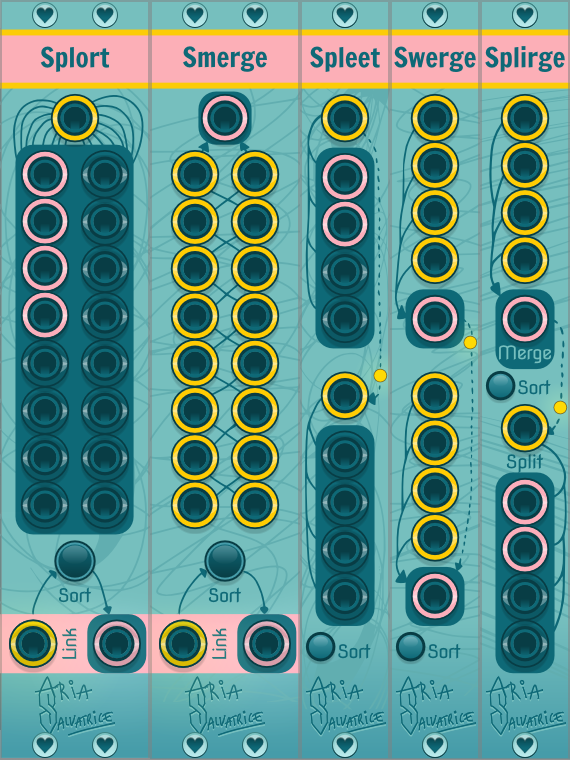 Splort
Smerge
Spleet
Swerge
Splirge
Merge
Sort
Split
Sort
Sort
Link
Link
Sort
Sort
Aria
Salvatrice
Aria
Salvatrice
Aria
Salvatrice
Aria
Salvatrice
Aria
Salvatrice